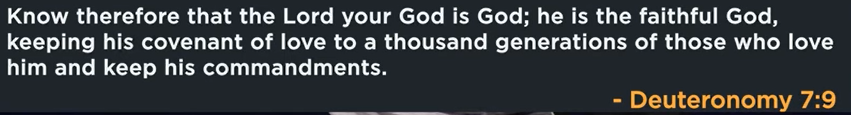 Know therefore that the Lord your God is God; he is the faithful God,
keeping his covenant of love to a thousand generations of those who love
him and keep his commandments.
- Deuteronomy 7:9